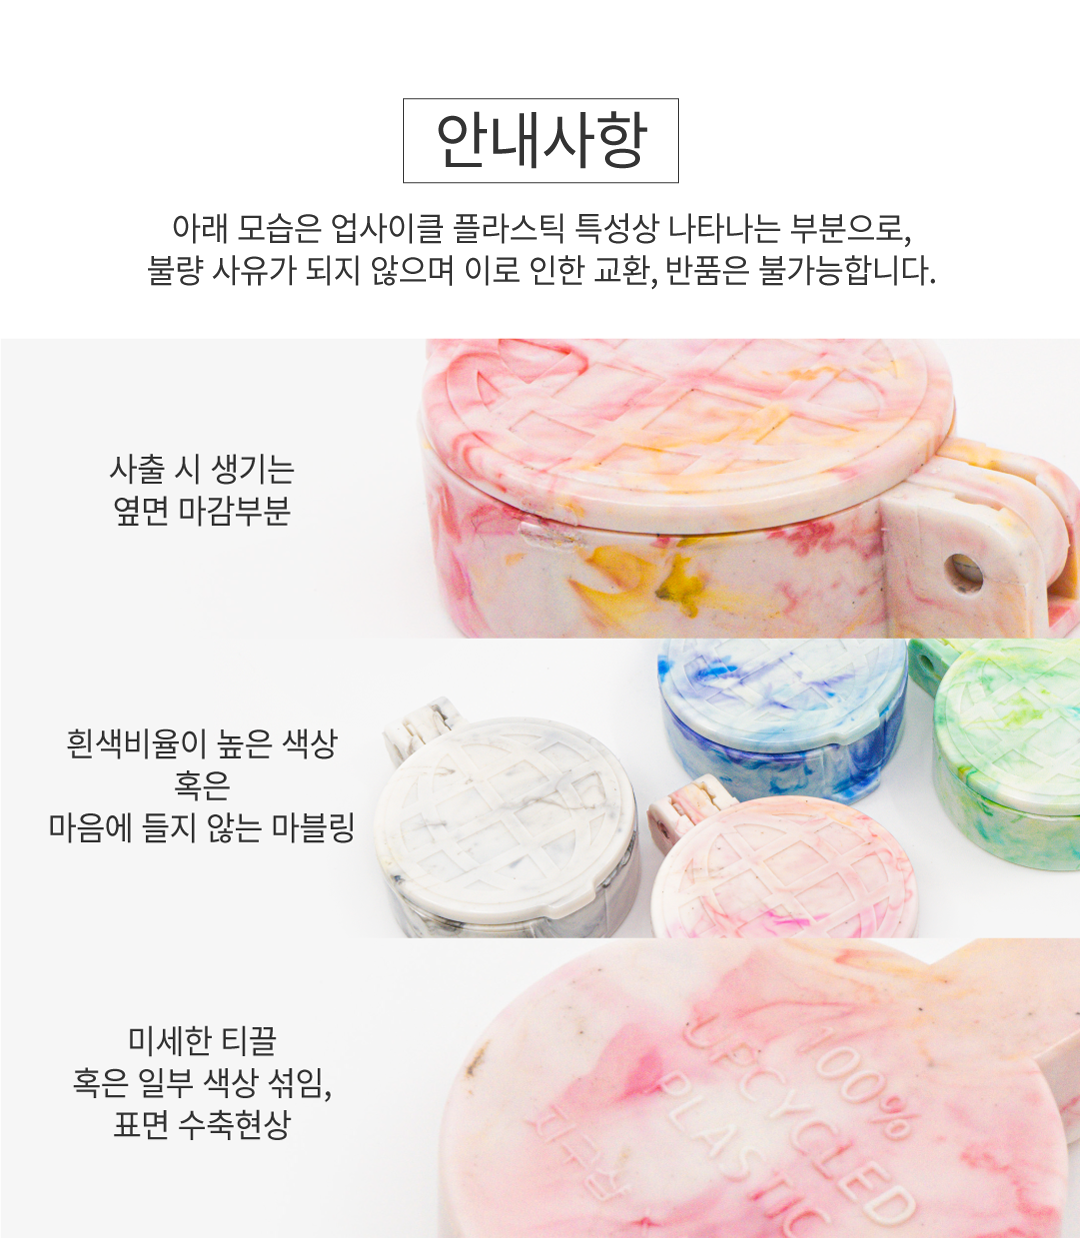 안내사항
아래 모습은 업사이클 플라스틱 특성상 나타나는 부분으로,
불량 사유가 되지 않으며 이로 인한 교환, 반품은 불가능합니다.
사출 시 생기는
옆면 마감부분
흰색비율이 높은 색상
혹은
마음에 들지 않는 마블링
미세한 티끌
혹은 일부 색상 섞임,
표면 수축현상
100%
UPCYCLED
PLASTIC